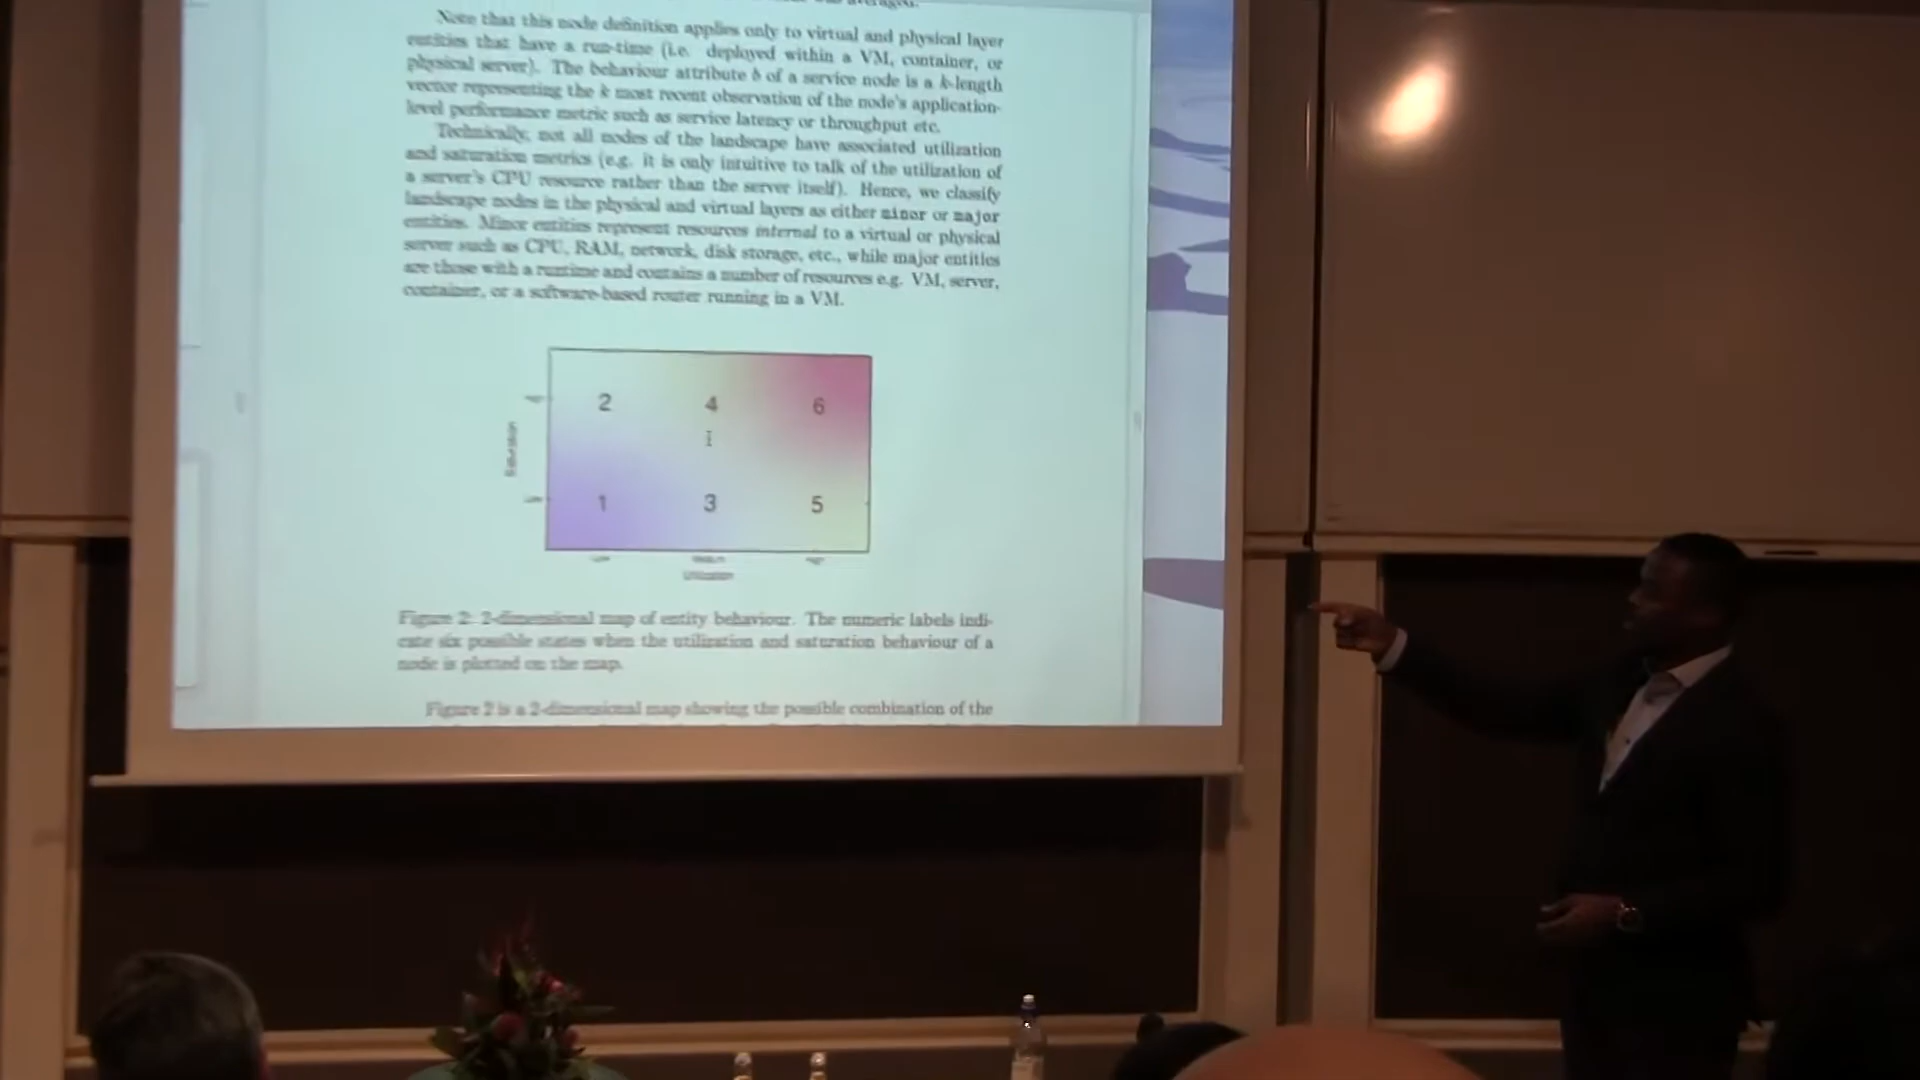 averaged.
Note that this node definition applies only to virtual and physical layer
entities that have a run-time (i.e. deployed within a VM, container, or
physical server). The behaviour attribute b of a service node is a k-length
vector representing the k most recent observation of the node's application-
level performance metric such as service latency or throughput etc.
Technically, not all nodes of the landscape have associated utilization
and saturation metrics (e.g. it is only intuitive to talk of the utilization of
a server's CPU resource rather than the server itself). Hence, we classify
landscape nodes in the physical and virtual layers as either minor or major
entities. Minor entities represent resources internal to a virtual or physical
server such as CPU, RAM, network, disk storage, etc., while major entities
are those with a runtime and contains a number of resources e.g. VM, server,
container, or a software-based router running in a VM.
2 4 6
Saturation
1 3 5
Utilization
Figure 2: 2-dimensional map of entity behaviour. The numeric labels indi-
cate six possible states when the utilization and saturation behaviour of a
node is plotted on the map.
Figure 2 is a 2-dimensional map showing the possible combination of the